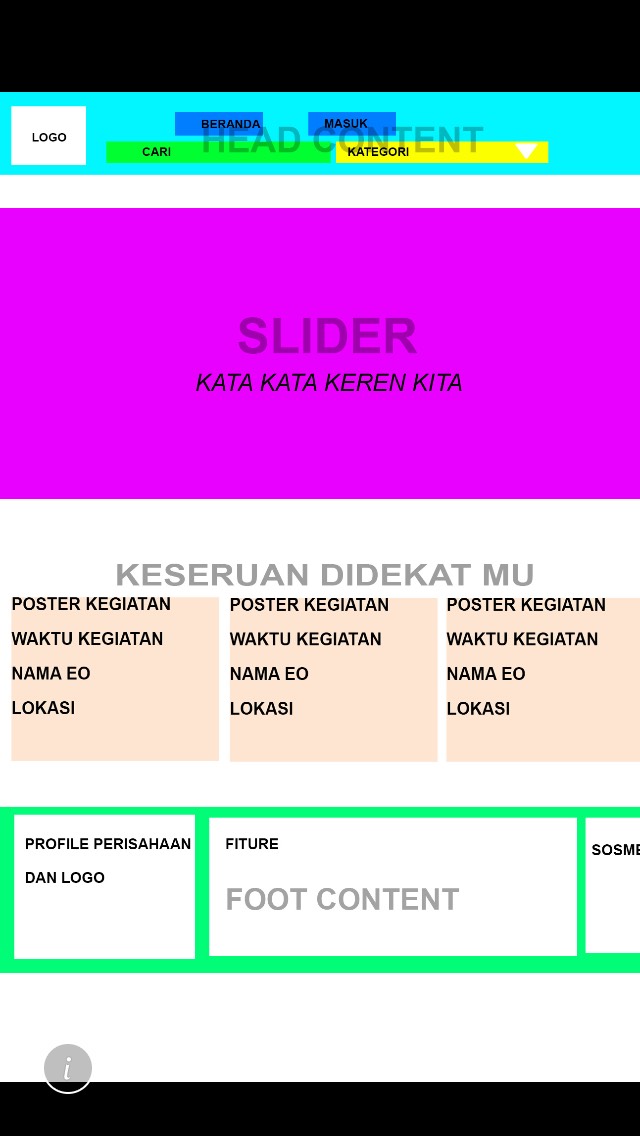 LOGO
BERANDA
MASUK
HEAD CONTENT
CARI
KATEGORI
SLIDER
KATA KATA KEREN KITA
KESERUAN DIDEKAT MU
POSTER KEGIATAN
WAKTU KEGIATAN
NAMA EO
LOKASI
POSTER KEGIATAN
WAKTU KEGIATAN
NAMA EO
LOKASI
POSTER KEGIATAN
WAKTU KEGIATAN
NAMA EO
LOKASI
PROFILE PERISAHAAN
DAN LOGO
FITURE
FOOT CONTENT
SOSME
i